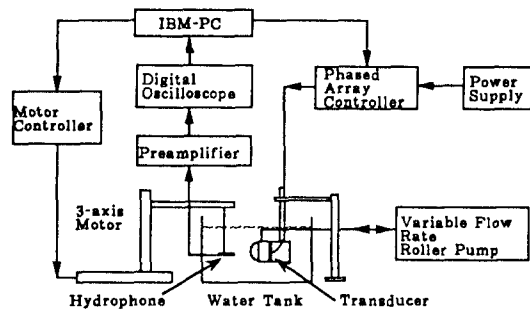 IBM-PC
Digital
Oscilloscope
Phased
Array
Controller
Power
Supply
Motor
Controller
Preamplifier
3-axis
Motor
Variable Flow
Rate
Roller Pump
Hydrophone
Water Tank
Transducer